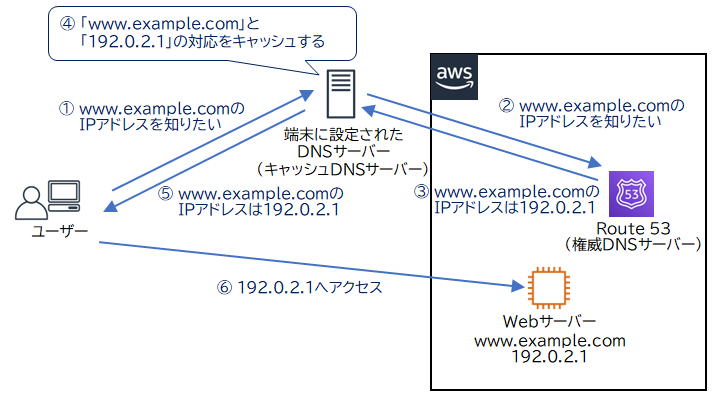 ④ 「www.example.com」と
「192.0.2.1」の対応をキャッシュする
aws
① www.example.comの
IPアドレスを知りたい
② www.example.comの
IPアドレスを知りたい
端末に設定された
DNSサーバー
（キャッシュDNSサーバー）
⑤ www.example.comの
IPアドレスは192.0.2.1
③ www.example.comの
IPアドレスは192.0.2.1
53
ユーザー
Route 53
（権威DNSサーバー）
⑥ 192.0.2.1へアクセス
Webサーバー
www.example.com
192.0.2.1